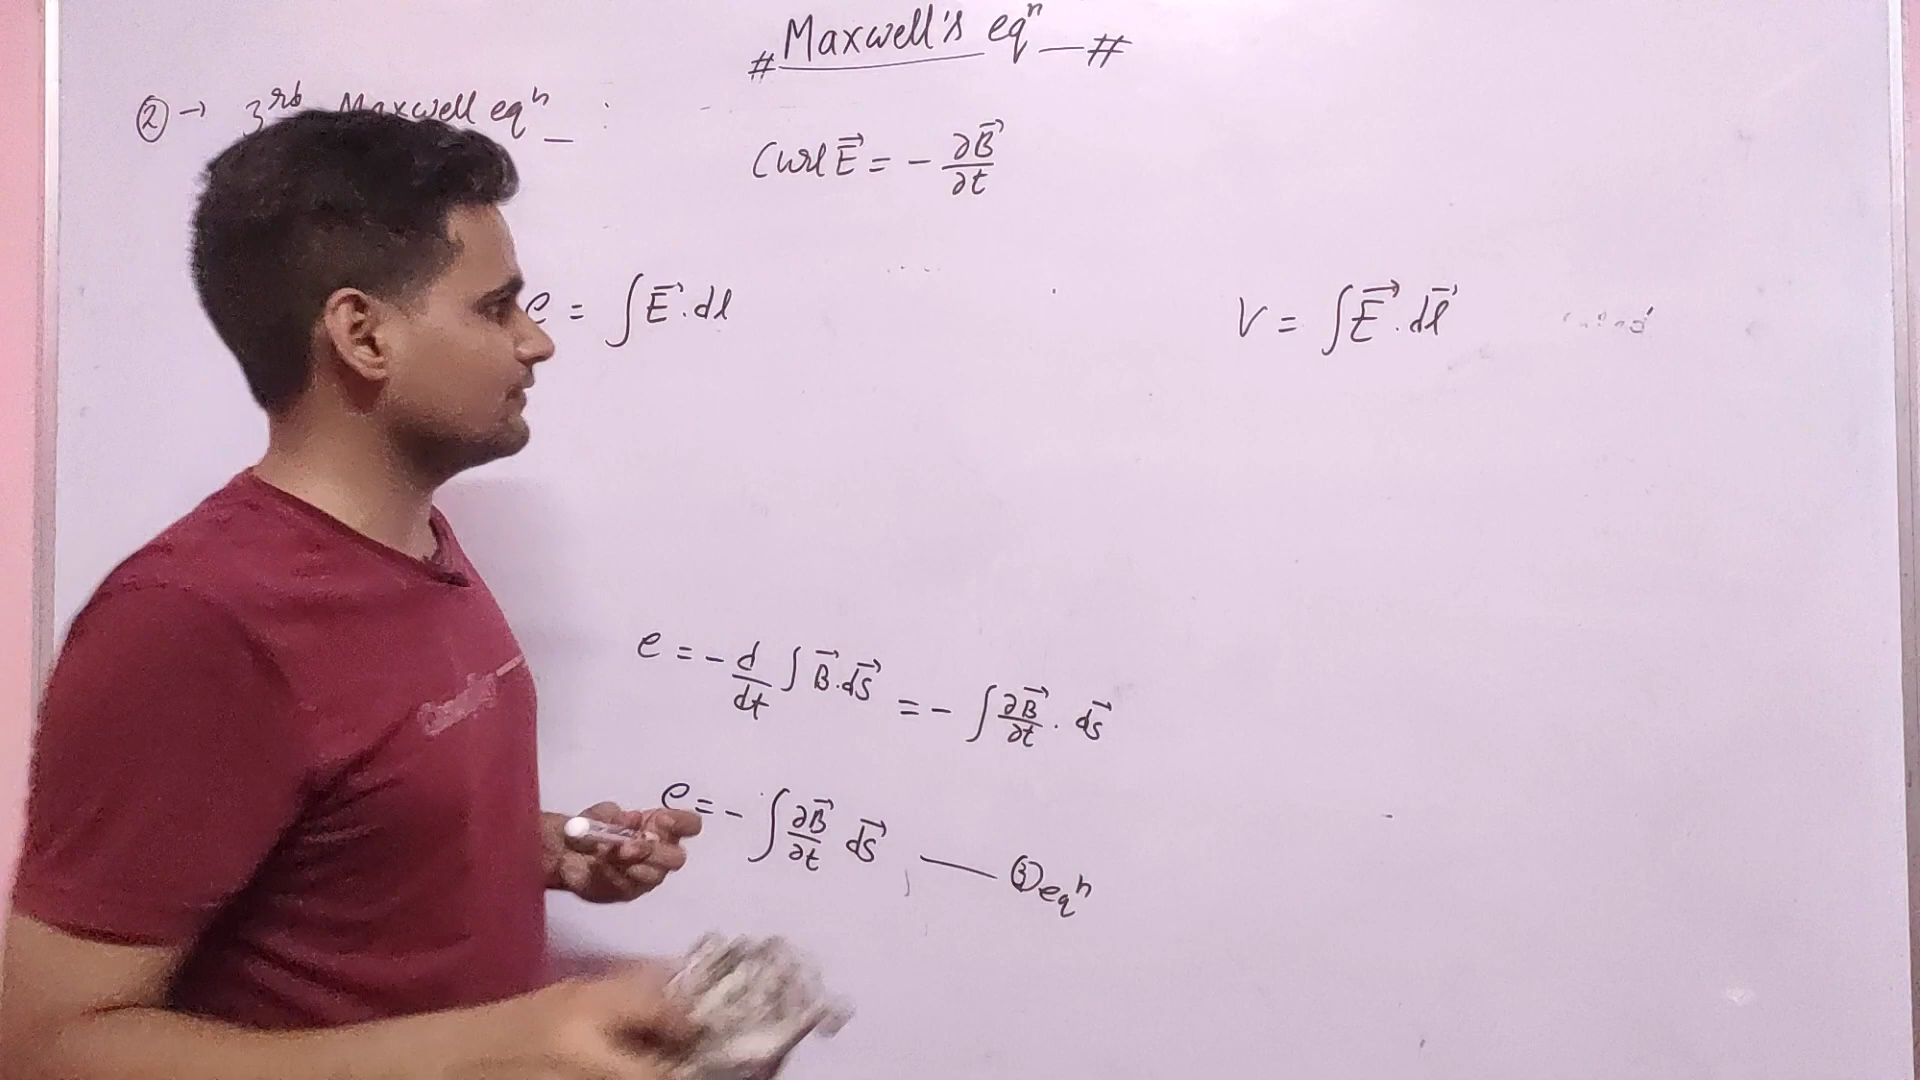 # Maxwell's eqⁿ — #
② → 3rd Maxwell eqⁿ — :
Curl E⃗ = - ∂B⃗/∂t
e = ∫ E⃗ . dl
V = ∫ E⃗ . dl⃗
e = - d/dt ∫ B⃗ . ds⃗ = - ∫ ∂B⃗/∂t . ds⃗
e = - ∫ ∂B⃗/∂t ds⃗ — ③ eqⁿ